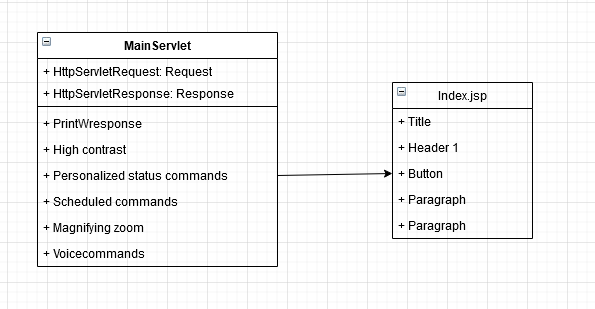 MainServlet
+ HttpServletRequest: Request
+ HttpServletResponse: Response
+ PrintWresponse
+ High contrast
+ Personalized status commands
+ Scheduled commands
+ Magnifying zoom
+ Voicecommands
Index.jsp
+ Title
+ Header 1
+ Button
+ Paragraph
+ Paragraph